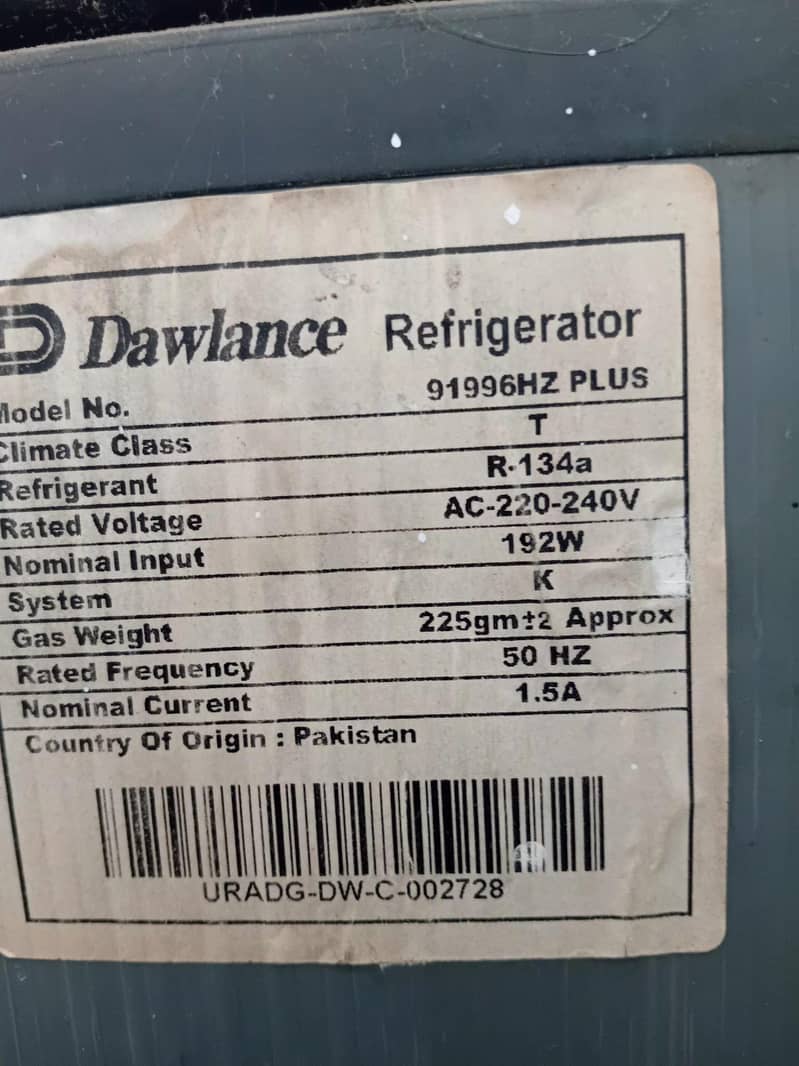 Dawlance Refrigerator
Model No. 91996HZ PLUS
Climate Class T
Refrigerant R-134a
Rated Voltage AC-220-240V
Nominal Input 192W
System K
Gas Weight 225gm±2 Approx
Rated Frequency 50 HZ
Nominal Current 1.5A
Country Of Origin : Pakistan
URADG-DW-C-002728